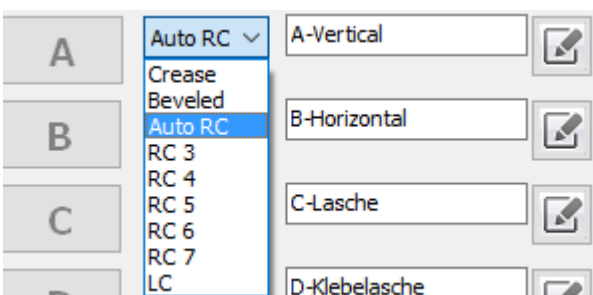 A
Auto RC
A-Vertical
Crease
Beveled
Auto RC
RC 3
RC 4
RC 5
RC 6
RC 7
LC
B
B-Horizontal
C
C-Lasche
D
D-Klebelasche